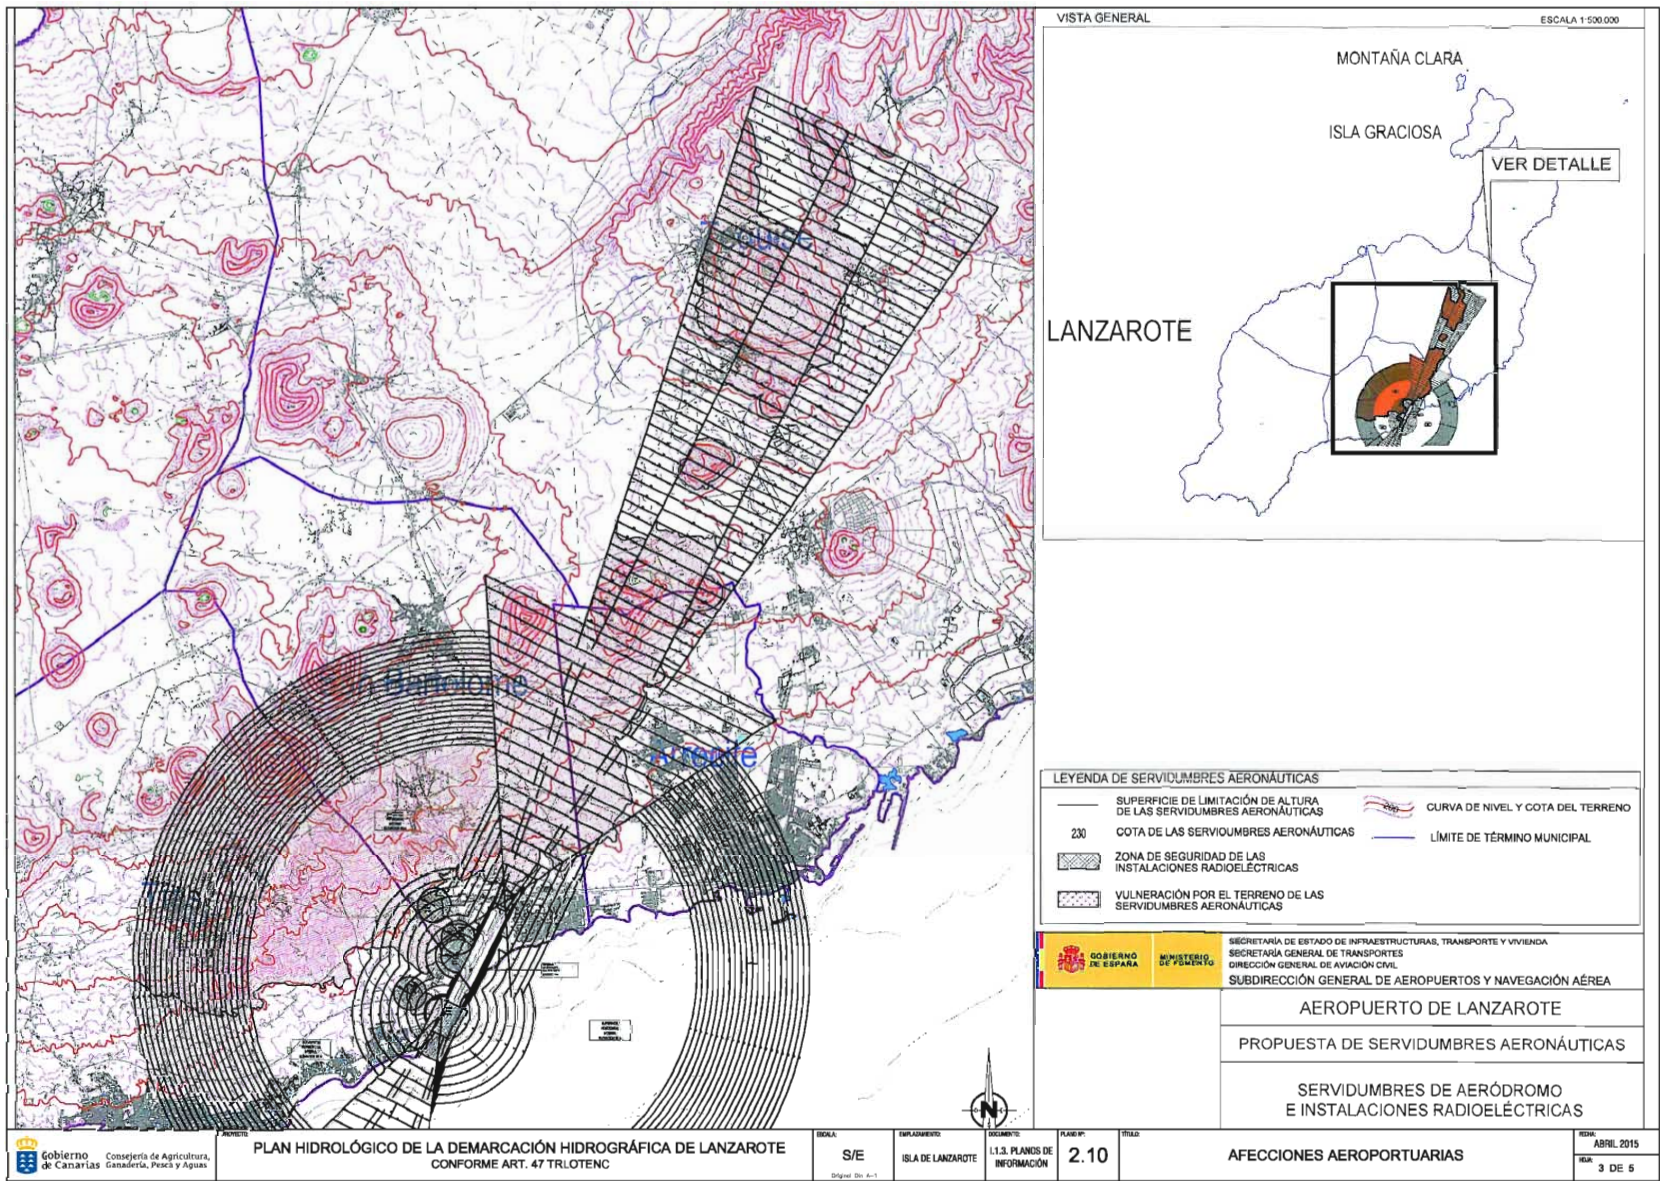 VISTA GENERAL
ESCALA 1:500.000
MONTAÑA CLARA
ISLA GRACIOSA
VER DETALLE
LANZAROTE
Teguise
San Bartolome
Arrecife
Tias
LEYENDA DE SERVIDUMBRES AERONÁUTICAS
SUPERFICIE DE LIMITACIÓN DE ALTURA
DE LAS SERVIDUMBRES AERONÁUTICAS
CURVA DE NIVEL Y COTA DEL TERRENO
230 COTA DE LAS SERVIDUMBRES AERONÁUTICAS
LÍMITE DE TÉRMINO MUNICIPAL
ZONA DE SEGURIDAD DE LAS
INSTALACIONES RADIOELÉCTRICAS
VULNERACIÓN POR EL TERRENO DE LAS
SERVIDUMBRES AERONÁUTICAS
GOBIERNO
DE ESPAÑA
MINISTERIO
DE FOMENTO
SECRETARÍA DE ESTADO DE INFRAESTRUCTURAS, TRANSPORTE Y VIVIENDA
SECRETARÍA GENERAL DE TRANSPORTES
DIRECCIÓN GENERAL DE AVIACIÓN CIVIL
SUBDIRECCIÓN GENERAL DE AEROPUERTOS Y NAVEGACIÓN AÉREA
AEROPUERTO DE LANZAROTE
PROPUESTA DE SERVIDUMBRES AERONÁUTICAS
SERVIDUMBRES DE AERÓDROMO
E INSTALACIONES RADIOELÉCTRICAS
N
Gobierno
de Canarias
Consejería de Agricultura,
Ganadería, Pesca y Aguas
PROYECTO:
PLAN HIDROLÓGICO DE LA DEMARCACIÓN HIDROGRÁFICA DE LANZAROTE
CONFORME ART. 47 TRLOTENC
ESCALA:
S/E
Original Din A-1
EMPLAZAMIENTO:
ISLA DE LANZAROTE
DOCUMENTO:
I.1.3. PLANOS DE
INFORMACIÓN
PLANO Nº:
2.10
TÍTULO:
AFECCIONES AEROPORTUARIAS
FECHA:
ABRIL 2015
HOJA:
3 DE 5